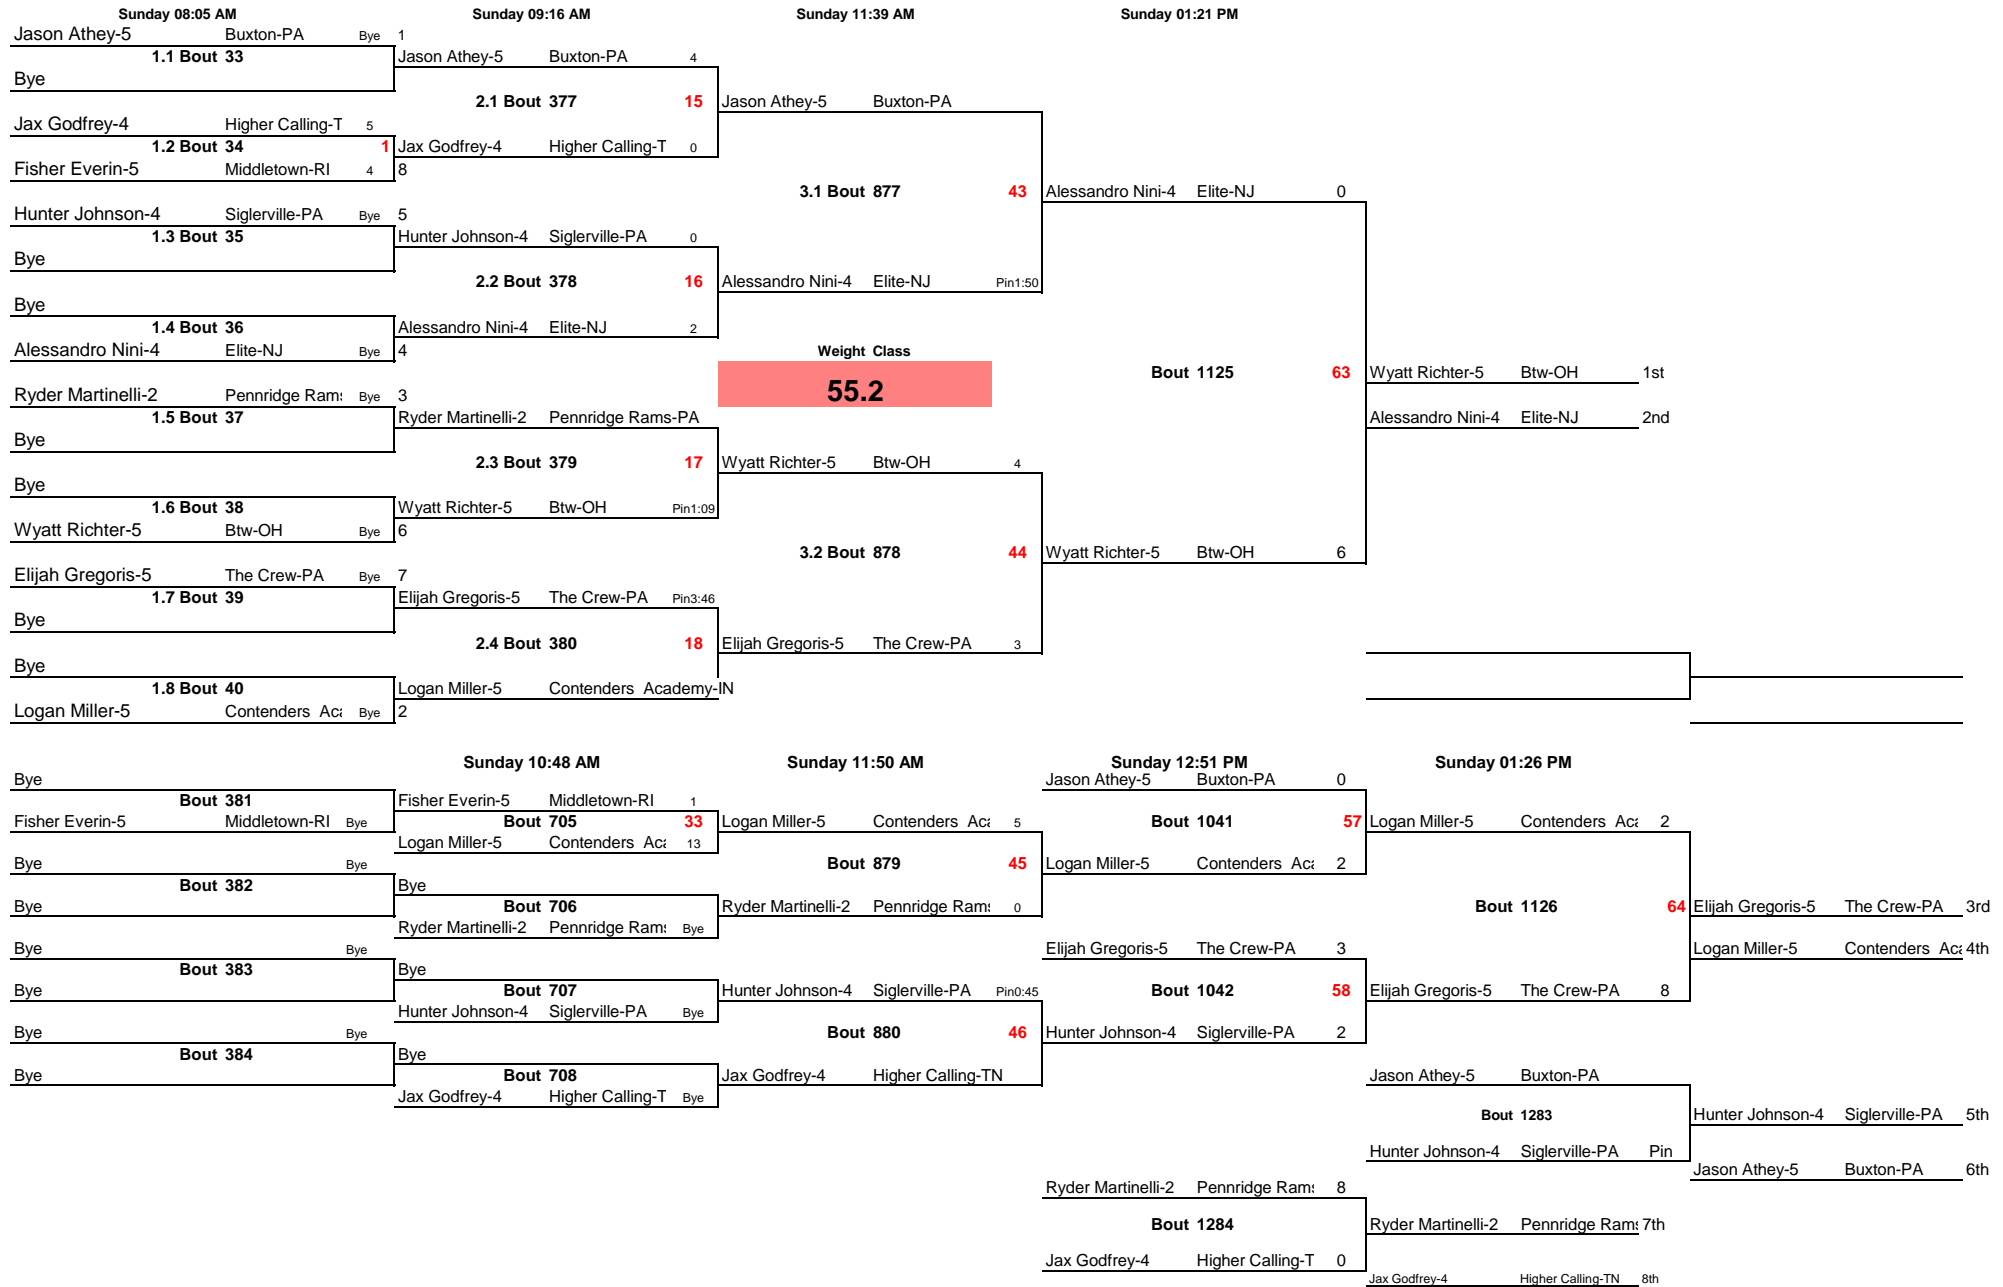 Sunday 08:05 AM Sunday 09:16 AM Sunday 11:39 AM Sunday 01:21 PM
Jason Athey-5 Buxton-PA Bye 1
1.1 Bout 33 Jason Athey-5 Buxton-PA 4
Bye
2.1 Bout 377 15 Jason Athey-5 Buxton-PA
Jax Godfrey-4 Higher Calling-T 5
1.2 Bout 34 1 Jax Godfrey-4 Higher Calling-T 0
Fisher Everin-5 Middletown-RI 4 8
3.1 Bout 877 43 Alessandro Nini-4 Elite-NJ 0
Hunter Johnson-4 Siglerville-PA Bye 5
1.3 Bout 35 Hunter Johnson-4 Siglerville-PA 0
Bye
2.2 Bout 378 16 Alessandro Nini-4 Elite-NJ Pin1:50
Bye
1.4 Bout 36 Alessandro Nini-4 Elite-NJ 2
Alessandro Nini-4 Elite-NJ Bye 4 Weight Class
Bout 1125 63 Wyatt Richter-5 Btw-OH 1st
Ryder Martinelli-2 Pennridge Rams Bye 3 55.2
1.5 Bout 37 Ryder Martinelli-2 Pennridge Rams-PA Alessandro Nini-4 Elite-NJ 2nd
Bye
2.3 Bout 379 17 Wyatt Richter-5 Btw-OH 4
Bye
1.6 Bout 38 Wyatt Richter-5 Btw-OH Pin1:09
Wyatt Richter-5 Btw-OH Bye 6
3.2 Bout 878 44 Wyatt Richter-5 Btw-OH 6
Elijah Gregoris-5 The Crew-PA Bye 7
1.7 Bout 39 Elijah Gregoris-5 The Crew-PA Pin3:46
Bye
2.4 Bout 380 18 Elijah Gregoris-5 The Crew-PA 3
Bye
1.8 Bout 40 Logan Miller-5 Contenders Academy-IN
Logan Miller-5 Contenders Aca Bye 2
Sunday 10:48 AM Sunday 11:50 AM Sunday 12:51 PM Sunday 01:26 PM
Bye Jason Athey-5 Buxton-PA 0
Bout 381 Fisher Everin-5 Middletown-RI 1
Fisher Everin-5 Middletown-RI Bye Bout 705 33 Logan Miller-5 Contenders Aca 5 Bout 1041 57 Logan Miller-5 Contenders Aca 2
Logan Miller-5 Contenders Aca 13
Bye Bye Bout 879 45 Logan Miller-5 Contenders Aca 2
Bout 382 Bye
Bye Bout 706 Ryder Martinelli-2 Pennridge Rams 0 Bout 1126 64 Elijah Gregoris-5 The Crew-PA 3rd
Ryder Martinelli-2 Pennridge Rams Bye
Bye Bye Elijah Gregoris-5 The Crew-PA 3 Logan Miller-5 Contenders Aca 4th
Bout 383 Bye
Bye Bout 707 Hunter Johnson-4 Siglerville-PA Pin0:45 Bout 1042 58 Elijah Gregoris-5 The Crew-PA 8
Hunter Johnson-4 Siglerville-PA Bye
Bye Bye Bout 880 46 Hunter Johnson-4 Siglerville-PA 2
Bout 384 Bye
Bye Bout 708 Jax Godfrey-4 Higher Calling-TN Jason Athey-5 Buxton-PA
Jax Godfrey-4 Higher Calling-T Bye
Bout 1283 Hunter Johnson-4 Siglerville-PA 5th
Hunter Johnson-4 Siglerville-PA Pin
Jason Athey-5 Buxton-PA 6th
Ryder Martinelli-2 Pennridge Rams 8
Bout 1284 Ryder Martinelli-2 Pennridge Rams 7th
Jax Godfrey-4 Higher Calling-T 0
Jax Godfrey-4 Higher Calling-TN 8th